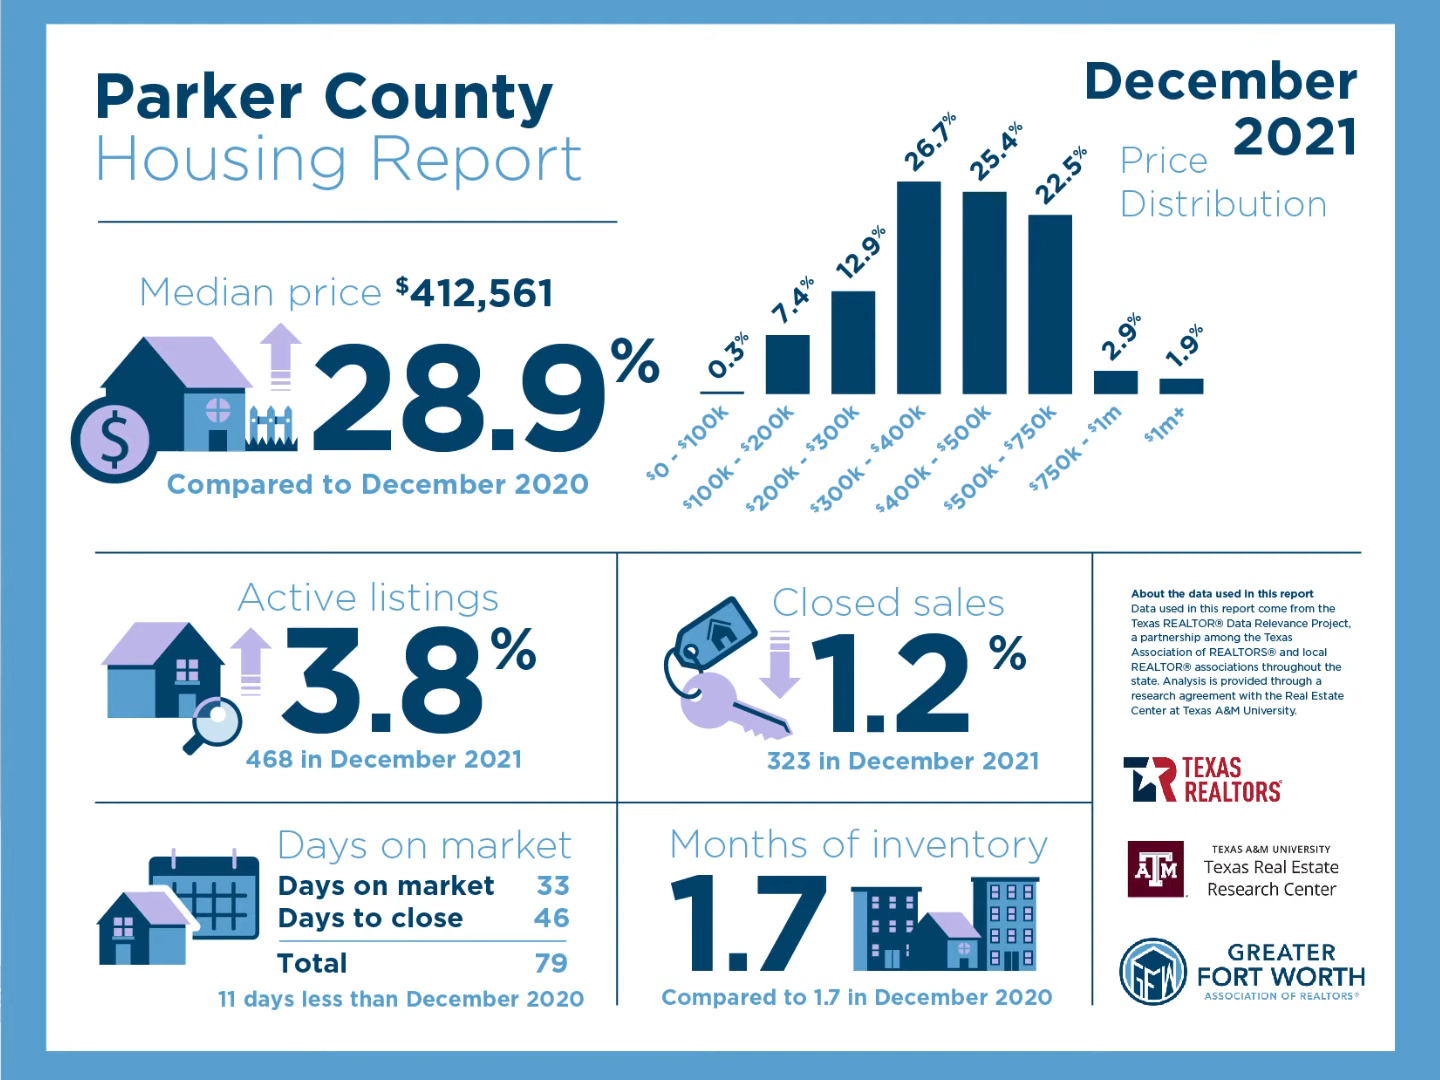 Parker County
Housing Report
December
2021
Price
Distribution
Median price $412,561
28.9%
Compared to December 2020
0.3%
7.4%
12.9%
26.7%
25.4%
22.5%
2.9%
1.9%
$0 - $100k
$100k - $200k
$200k - $300k
$300k - $400k
$400k - $500k
$500k - $750k
$750k - $1m
$1m+
$
Active listings
3.8%
468 in December 2021
Closed sales
1.2%
323 in December 2021
Days on market
Days on market 33
Days to close 46
Total 79
11 days less than December 2020
Months of inventory
1.7
Compared to 1.7 in December 2020
About the data used in this report
Data used in this report come from the
Texas REALTOR® Data Relevance Project,
a partnership among the Texas
Association of REALTORS® and local
REALTOR® associations throughout the
state. Analysis is provided through a
research agreement with the Real Estate
Center at Texas A&M University.
TR TEXAS
REALTORS®
ATM
TEXAS A&M UNIVERSITY
Texas Real Estate
Research Center
GFW
GREATER
FORT WORTH
ASSOCIATION OF REALTORS®